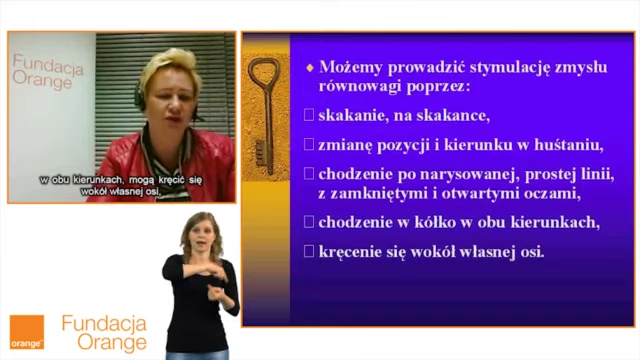 Fundacja
Orange
w obu kierunkach, mogą kręcić się
wokół własnej osi,
♦ Możemy prowadzić stymulację zmysłu
równowagi poprzez:
□ skakanie, na skakance,
□ zmianę pozycji i kierunku w huśtaniu,
□ chodzenie po narysowanej, prostej linii,
z zamkniętymi i otwartymi oczami,
□ chodzenie w kółko w obu kierunkach,
□ kręcenie się wokół własnej osi.
orange™
Fundacja
Orange